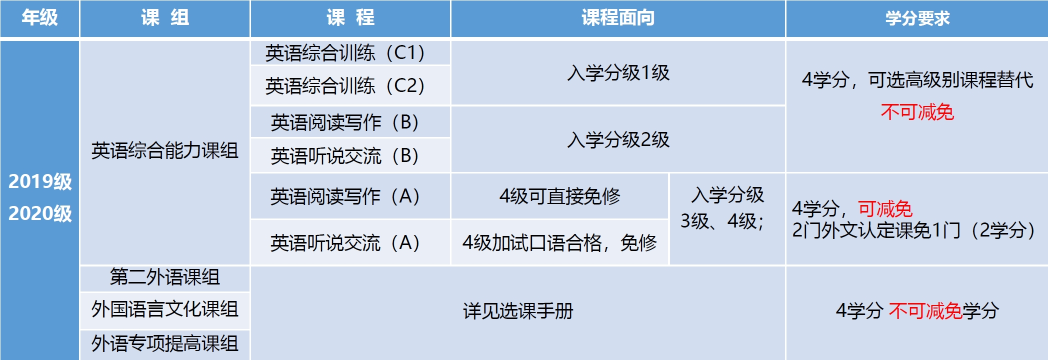 年级 课 组 课 程 课程面向 学分要求
2019级
2020级
英语综合能力课组
英语综合训练（C1）
英语综合训练（C2）
入学分级1级
4学分，可选高级别课程替代
不可减免
英语阅读写作（B）
英语听说交流（B）
入学分级2级
英语阅读写作（A）
4级可直接免修
英语听说交流（A）
4级加试口语合格，免修
入学分级
3级、4级；
4学分，可减免
2门外文认定课免1门（2学分）
第二外语课组
外国语言文化课组
外语专项提高课组
详见选课手册
4学分 不可减免学分